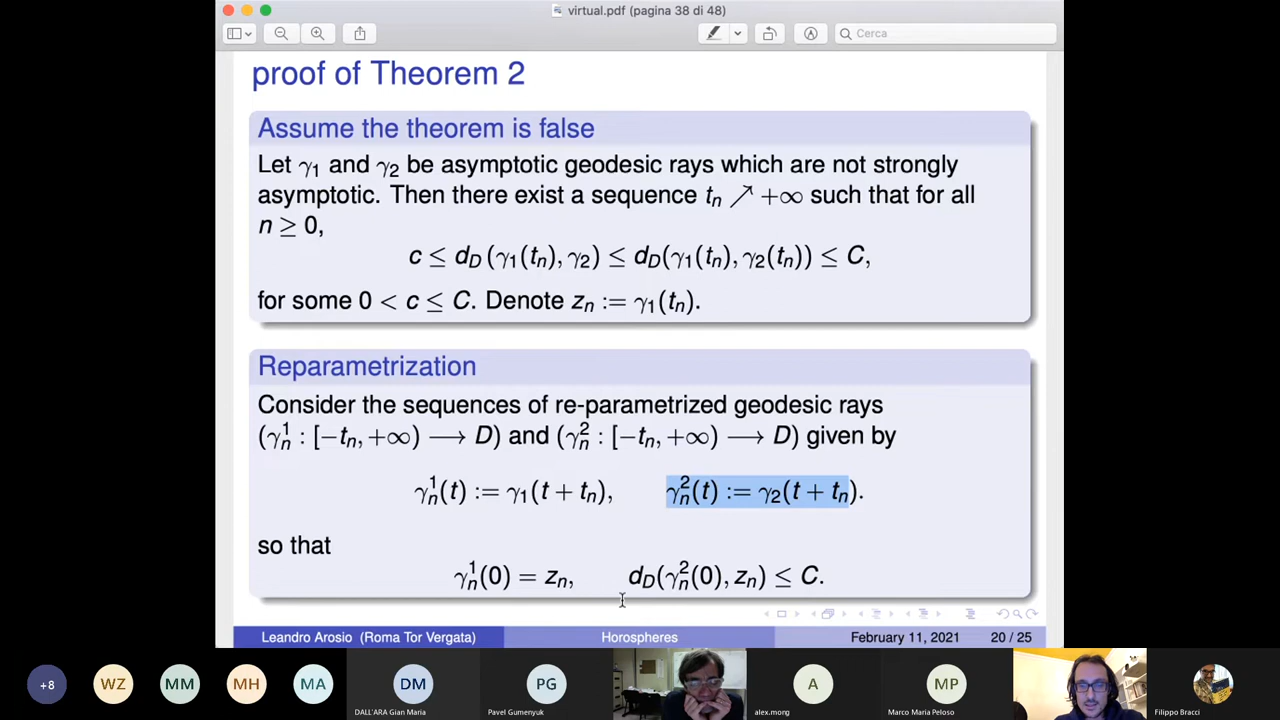 virtual.pdf (pagina 38 di 48)
Cerca
proof of Theorem 2
Assume the theorem is false
Let γ₁ and γ₂ be asymptotic geodesic rays which are not strongly
asymptotic. Then there exist a sequence tₙ ↗ +∞ such that for all
n ≥ 0,
c ≤ d_D (γ₁(tₙ), γ₂) ≤ d_D(γ₁(tₙ), γ₂(tₙ)) ≤ C,
for some 0 < c ≤ C. Denote zₙ := γ₁(tₙ).
Reparametrization
Consider the sequences of re-parametrized geodesic rays
(γₙ¹ : [−tₙ, +∞) ⟶ D) and (γₙ² : [−tₙ, +∞) ⟶ D) given by
γₙ¹(t) := γ₁(t + tₙ), γₙ²(t) := γ₂(t + tₙ).
so that
γₙ¹(0) = zₙ, d_D(γₙ²(0), zₙ) ≤ C.
Leandro Arosio (Roma Tor Vergata) Horospheres February 11, 2021 20 / 25
+8 WZ MM MH MA DM PG A MP
DALL'ARA Gian Maria Pavel Gumenyuk alex.mong Marco Maria Peloso Filippo Bracci